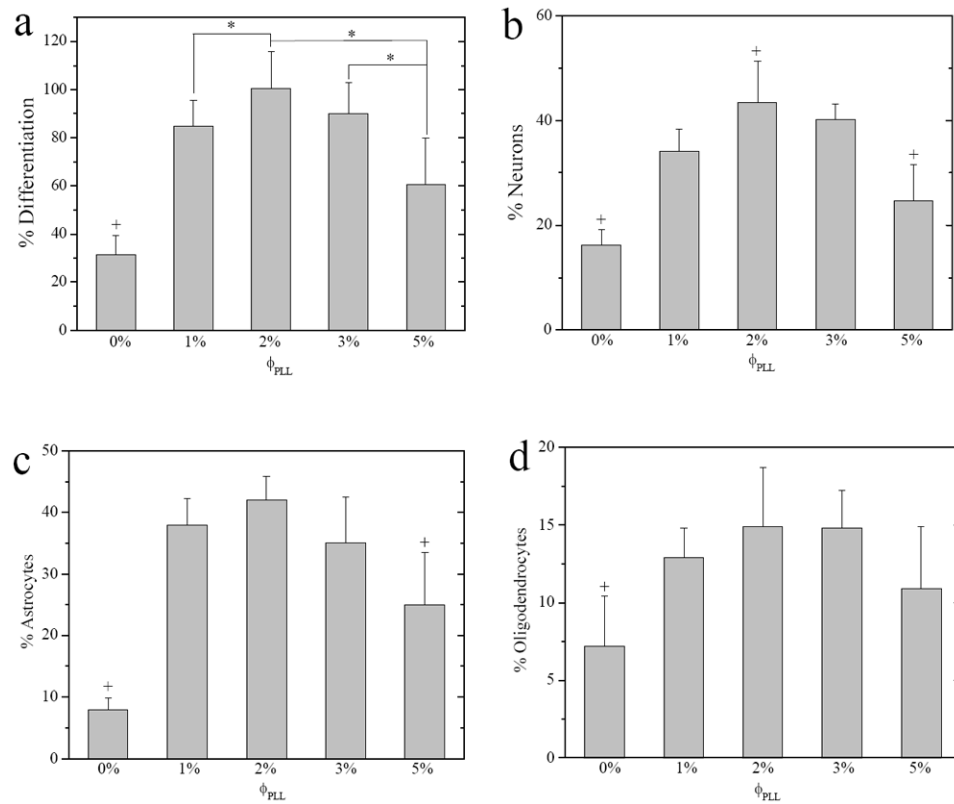 a
% Differentiation
120
100
80
60
40
20
0
*
*
*
+
0% 1% 2% 3% 5%
ϕPLL
b
% Neurons
60%
40
20
0
+
+
+
0% 1% 2% 3% 5%
ϕPLL
c
% Astrocytes
50
40
30
20
10
0
+
+
0% 1% 2% 3% 5%
ϕPLL
d
% Oligodendrocytes
20
15
10
5
0
+
0% 1% 2% 3% 5%
ϕPLL